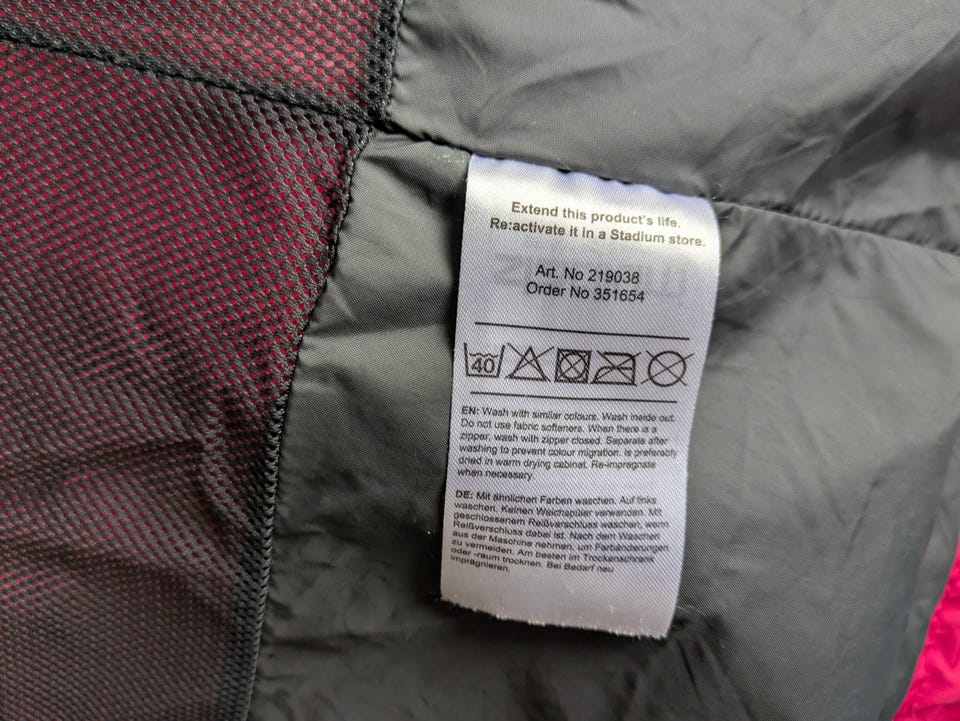 Extend this product's life.
Re:activate it in a Stadium store.
Art. No 219038
Order No 351654
40
EN: Wash with similar colours. Wash inside out.
Do not use fabric softeners. When there is a
zipper, wash with zipper closed. Separate after
washing to prevent colour migration. Is preferably
dried in warm drying cabinet. Re-impregnate
when necessary.
DE: Mit ähnlichen Farben waschen. Auf links
waschen. Keinen Weichspüler verwenden. Mit
geschlossenem Reißverschluss waschen, wenn
Reißverschluss dabei ist. Nach dem Waschen
aus der Maschine nehmen, um Farbänderungen
zu vermeiden. Am besten im Trockenschrank
oder -raum trocknen. Bei Bedarf neu
imprägnieren.